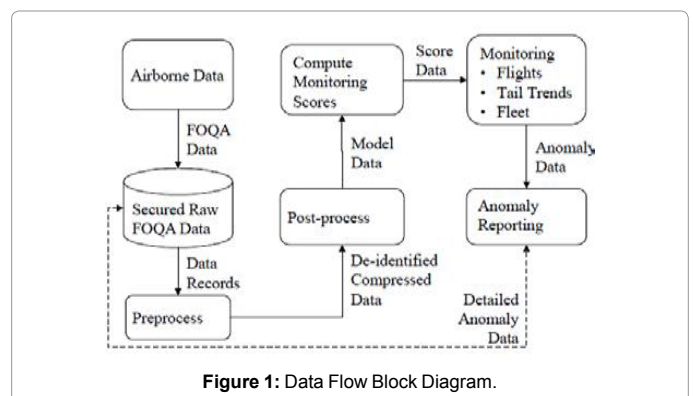 Airborne Data
FOQA
Data
Secured Raw
FOQA Data
Data
Records
Preprocess
De-identified
Compressed
Data
Post-process
Model
Data
Compute
Monitoring
Scores
Score
Data
Monitoring
• Flights
• Tail Trends
• Fleet
Anomaly
Data
Anomaly
Reporting
Detailed
Anomaly
Data
Figure 1: Data Flow Block Diagram.